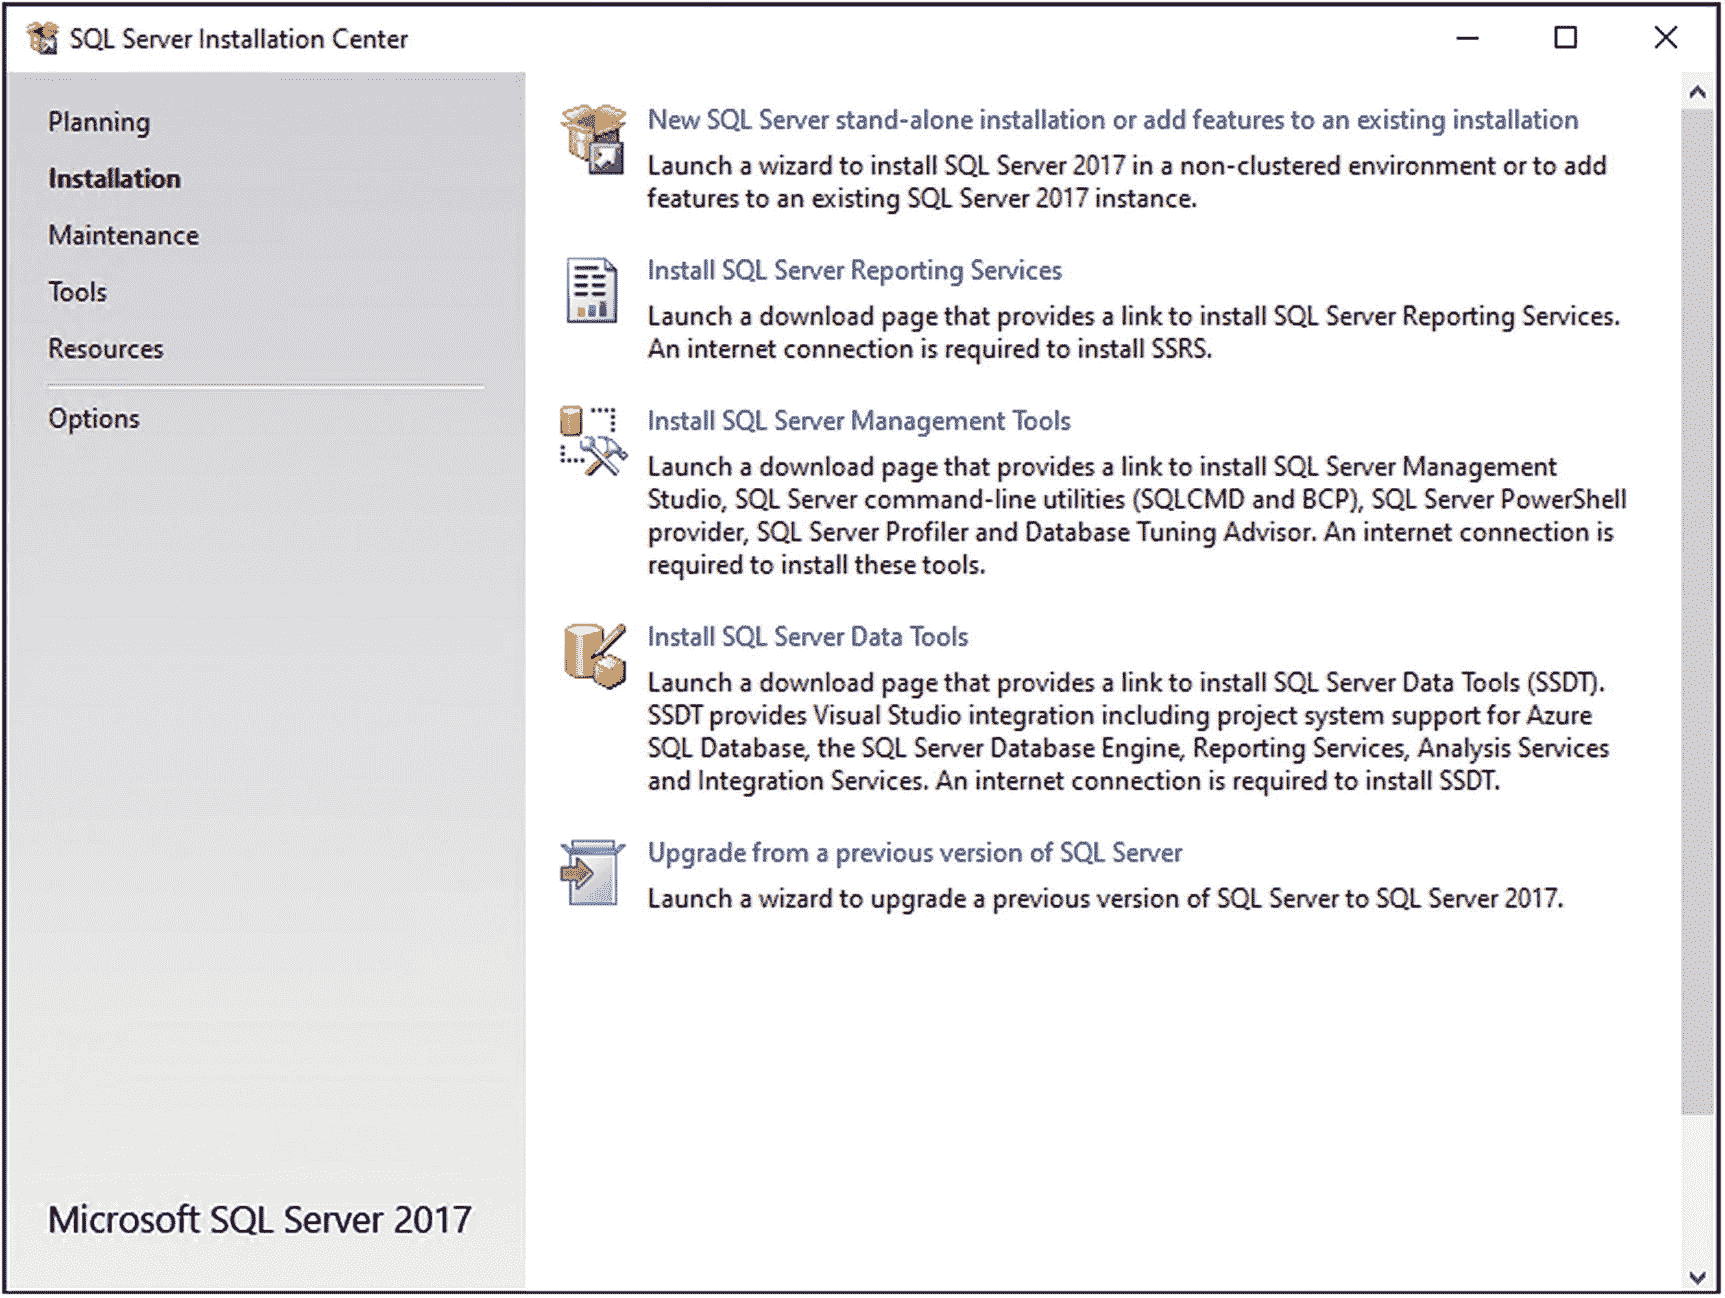 SQL Server Installation Center
Planning
Installation
Maintenance
Tools
Resources
Options
Microsoft SQL Server 2017
New SQL Server stand-alone installation or add features to an existing installation
Launch a wizard to install SQL Server 2017 in a non-clustered environment or to add
features to an existing SQL Server 2017 instance.
Install SQL Server Reporting Services
Launch a download page that provides a link to install SQL Server Reporting Services.
An internet connection is required to install SSRS.
Install SQL Server Management Tools
Launch a download page that provides a link to install SQL Server Management
Studio, SQL Server command-line utilities (SQLCMD and BCP), SQL Server PowerShell
provider, SQL Server Profiler and Database Tuning Advisor. An internet connection is
required to install these tools.
Install SQL Server Data Tools
Launch a download page that provides a link to install SQL Server Data Tools (SSDT).
SSDT provides Visual Studio integration including project system support for Azure
SQL Database, the SQL Server Database Engine, Reporting Services, Analysis Services
and Integration Services. An internet connection is required to install SSDT.
Upgrade from a previous version of SQL Server
Launch a wizard to upgrade a previous version of SQL Server to SQL Server 2017.